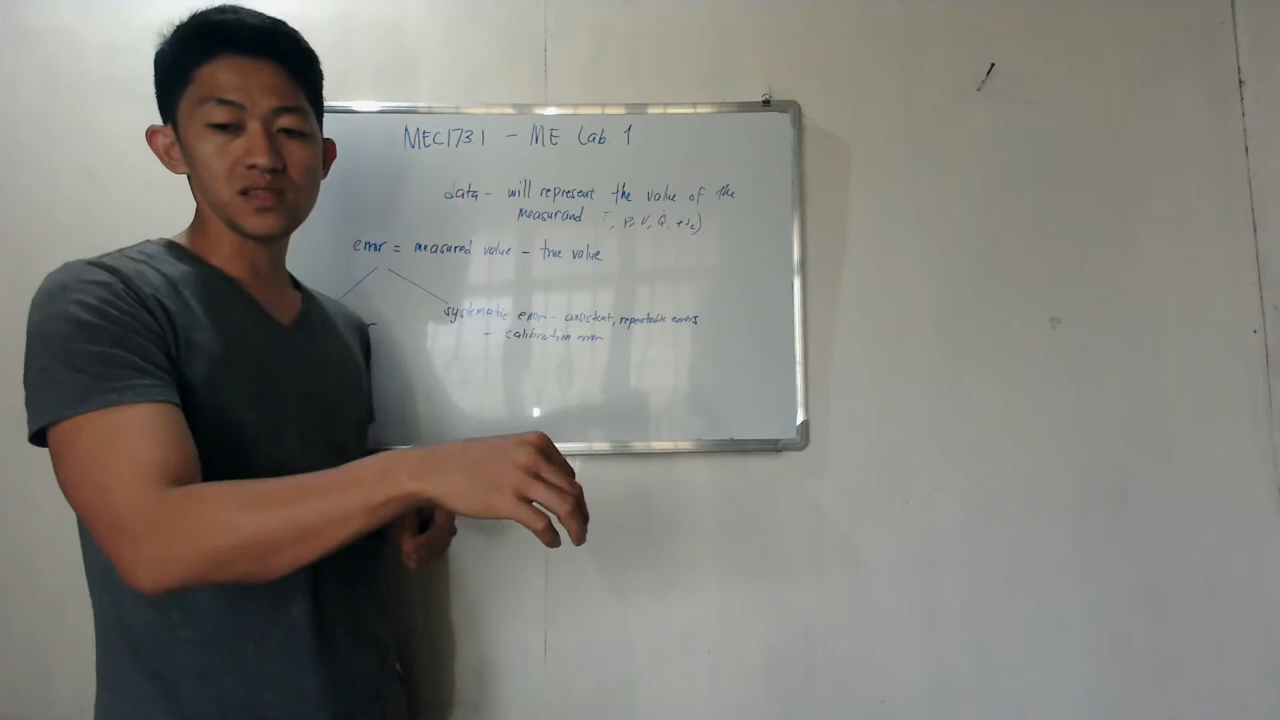 MEC173.1 - ME Lab. 1
data - will represent the value of the
measurand T, P, V, Q, etc)
error = measured value - true value
systematic error - consistent, repeatable errors
r
- calibration error